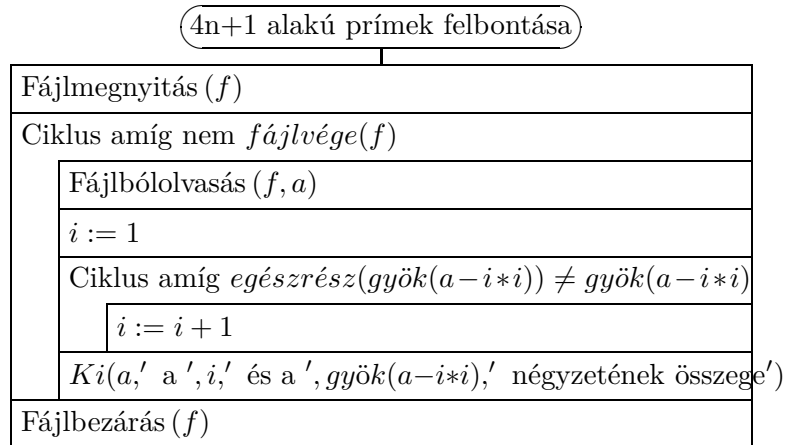 4n+1 alakú prímek felbontása
Fájlmegnyitás (f)
Ciklus amíg nem fájlvége(f)
Fájlbólolvasás (f, a)
i := 1
Ciklus amíg egészrész(gyök(a−i∗i)) ≠ gyök(a−i∗i)
i := i + 1
Ki(a,′ a ′, i,′ és a ′, gyök(a−i∗i),′ négyzetének összege′)
Fájlbezárás (f)